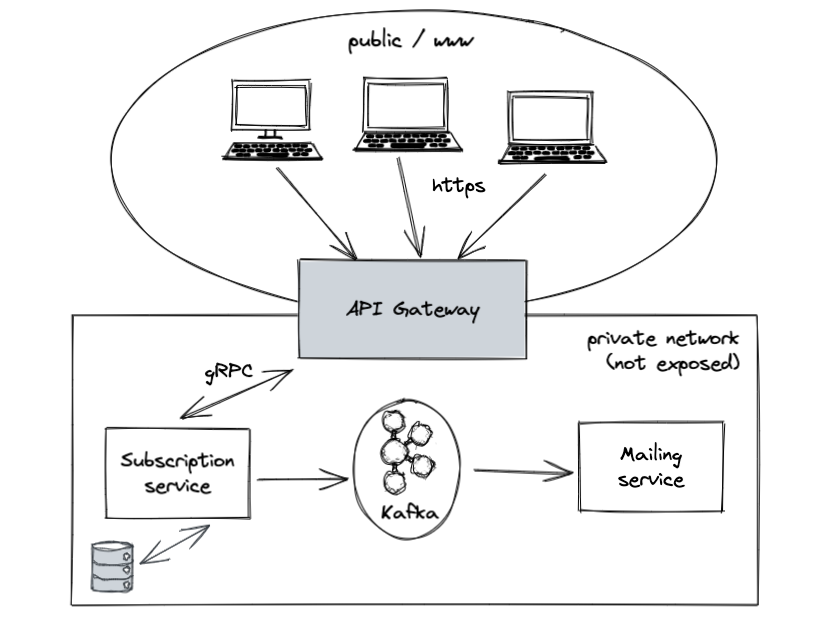 public / www
https
API Gateway
private network
(not exposed)
gRPC
Subscription
service
Kafka
Mailing
service